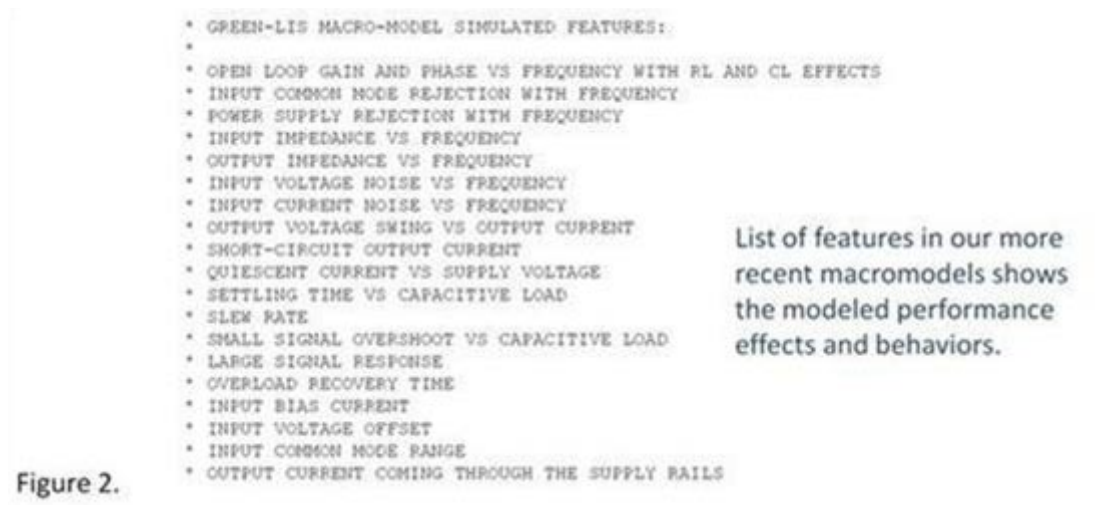 * GREEN-LIS MACRO-MODEL SIMULATED FEATURES:
*
* OPEN LOOP GAIN AND PHASE VS FREQUENCY WITH RL AND CL EFFECTS
* INPUT COMMON MODE REJECTION WITH FREQUENCY
* POWER SUPPLY REJECTION WITH FREQUENCY
* INPUT IMPEDANCE VS FREQUENCY
* OUTPUT IMPEDANCE VS FREQUENCY
* INPUT VOLTAGE NOISE VS FREQUENCY
* INPUT CURRENT NOISE VS FREQUENCY
* OUTPUT VOLTAGE SWING VS OUTPUT CURRENT
* SHORT-CIRCUIT OUTPUT CURRENT
* QUIESCENT CURRENT VS SUPPLY VOLTAGE
* SETTLING TIME VS CAPACITIVE LOAD
* SLEW RATE
* SMALL SIGNAL OVERSHOOT VS CAPACITIVE LOAD
* LARGE SIGNAL RESPONSE
* OVERLOAD RECOVERY TIME
* INPUT BIAS CURRENT
* INPUT VOLTAGE OFFSET
* INPUT COMMON MODE RANGE
* OUTPUT CURRENT COMING THROUGH THE SUPPLY RAILS
List of features in our more
recent macromodels shows
the modeled performance
effects and behaviors.
Figure 2.